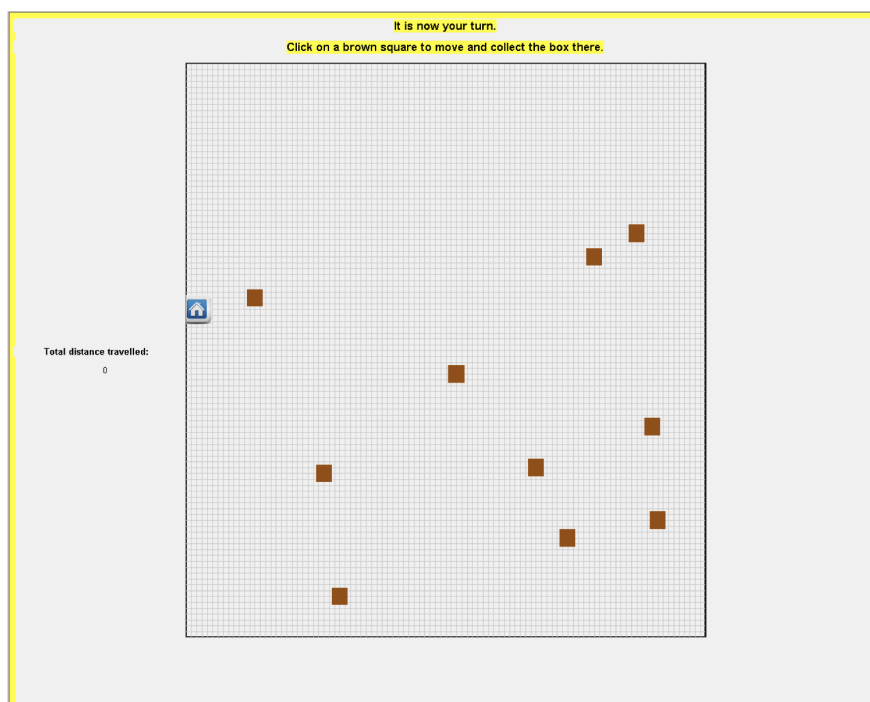 It is now your turn.
Click on a brown square to move and collect the box there.
Total distance travelled:
0